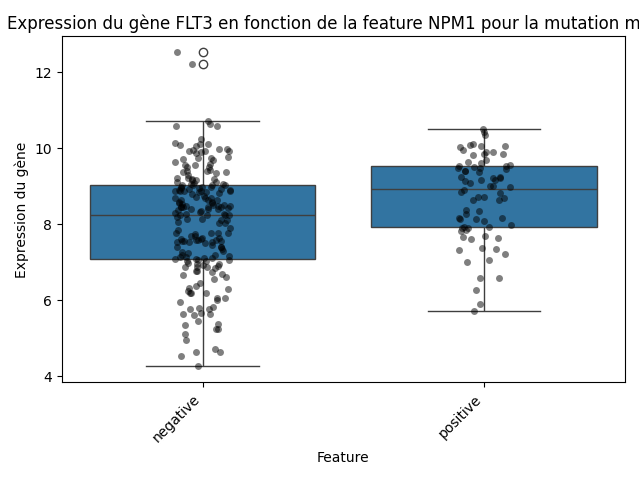 Expression du gène FLT3 en fonction de la feature NPM1 pour la mutation m
Expression du gène
12
10
8
6
4
negative
positive
Feature